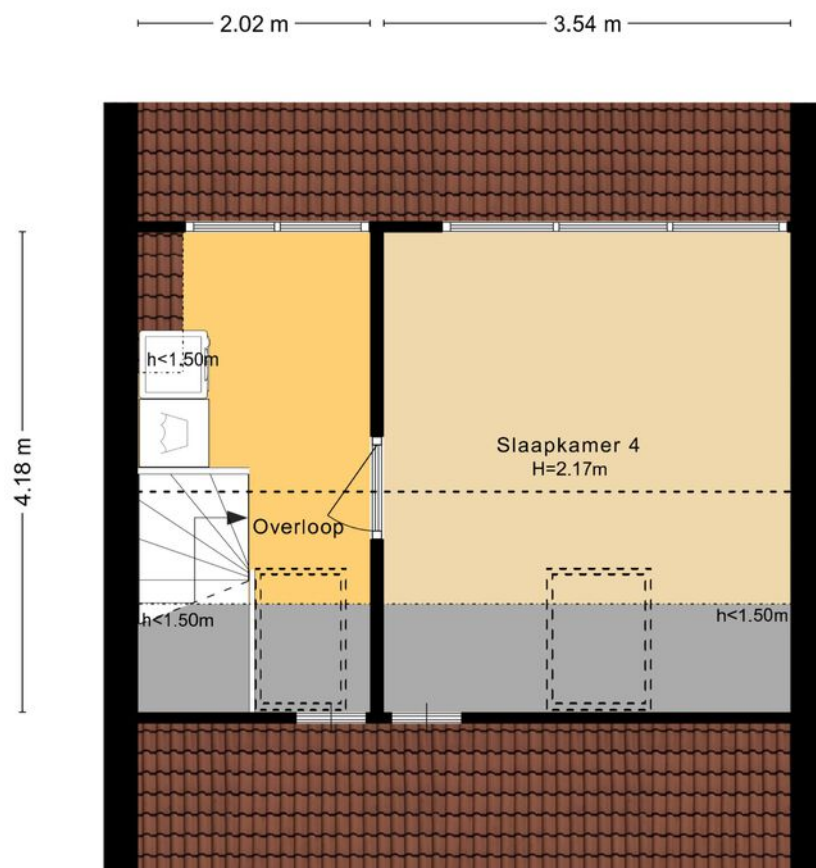 2.02 m
3.54 m
4.18 m
h<1.50m
Slaapkamer 4
H=2.17m
Overloop
h<1.50m
h<1.50m